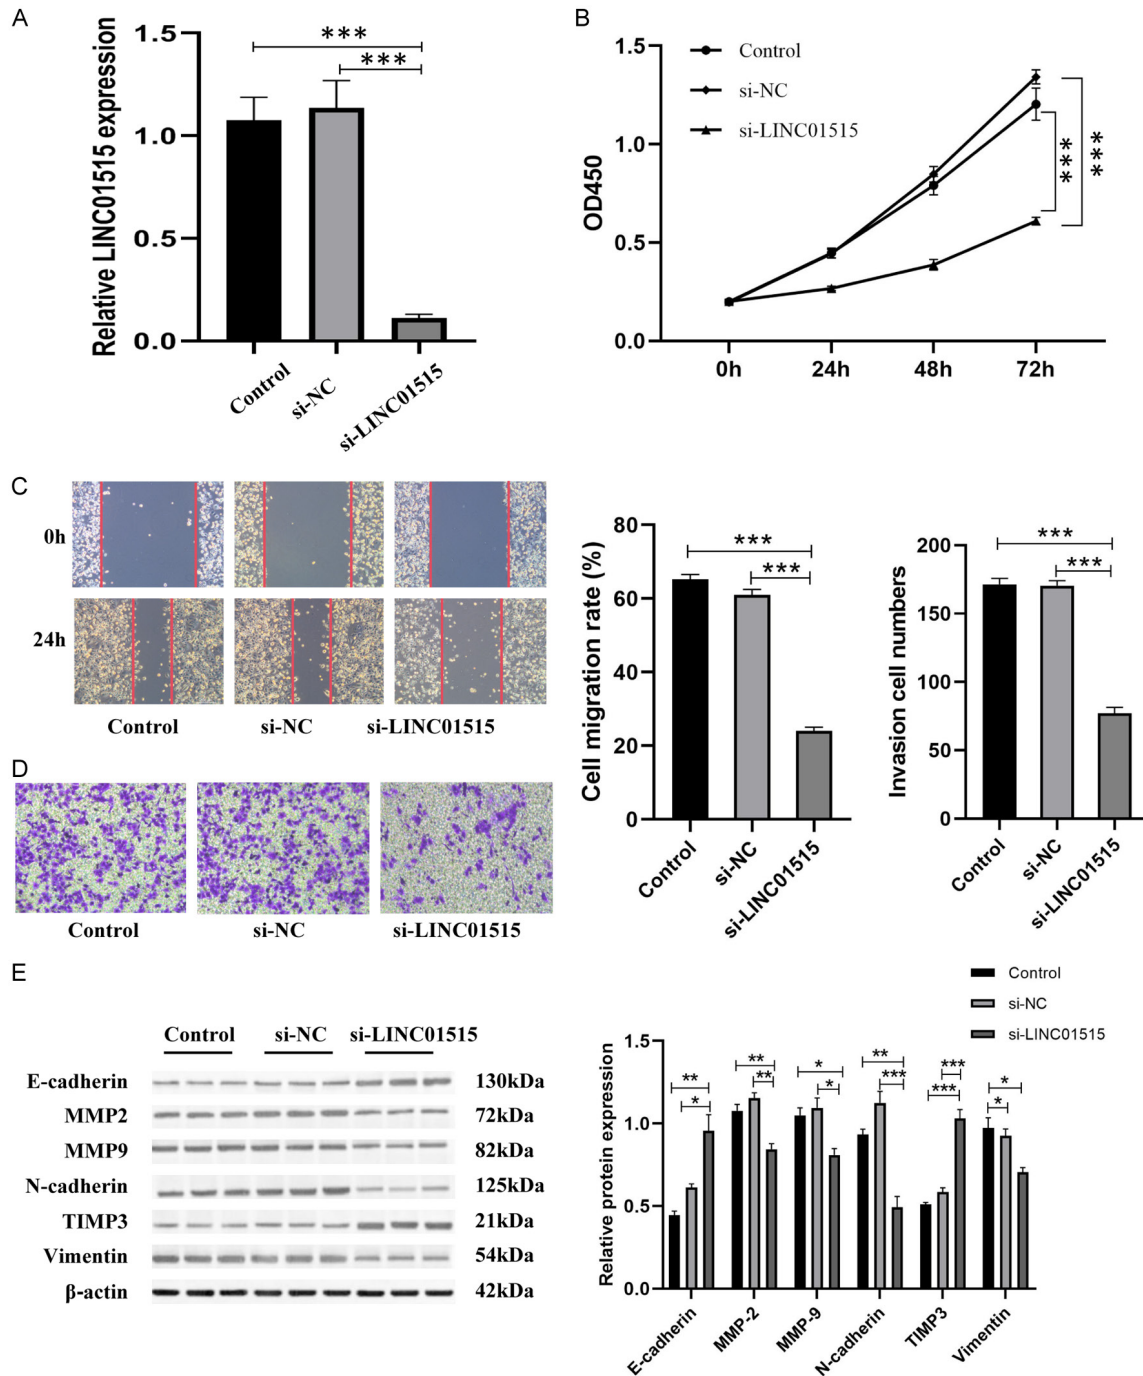 A
Relative LINC01515 expression
1.5
1.0
0.5
0.0
***
***
Control
si-NC
si-LINC01515
B
OD450
1.5
1.0
0.5
0.0
Control
si-NC
si-LINC01515
***
***
0h
24h
48h
72h
C
0h
24h
Control
si-NC
si-LINC01515
Cell migration rate (%)
80
60
40
20
0
***
***
Control
si-NC
si-LINC01515
Invasion cell numbers
200
150
100
50
0
***
***
Control
si-NC
si-LINC01515
D
Control
si-NC
si-LINC01515
E
Control
si-NC
si-LINC01515
E-cadherin
130kDa
MMP2
72kDa
MMP9
82kDa
N-cadherin
125kDa
TIMP3
21kDa
Vimentin
54kDa
β-actin
42kDa
Control
si-NC
si-LINC01515
Relative protein expression
1.5
1.0
0.5
0.0
**
*
**
**
*
*
**
***
***
***
*
*
E-cadherin
MMP-2
MMP-9
N-cadherin
TIMP3
Vimentin